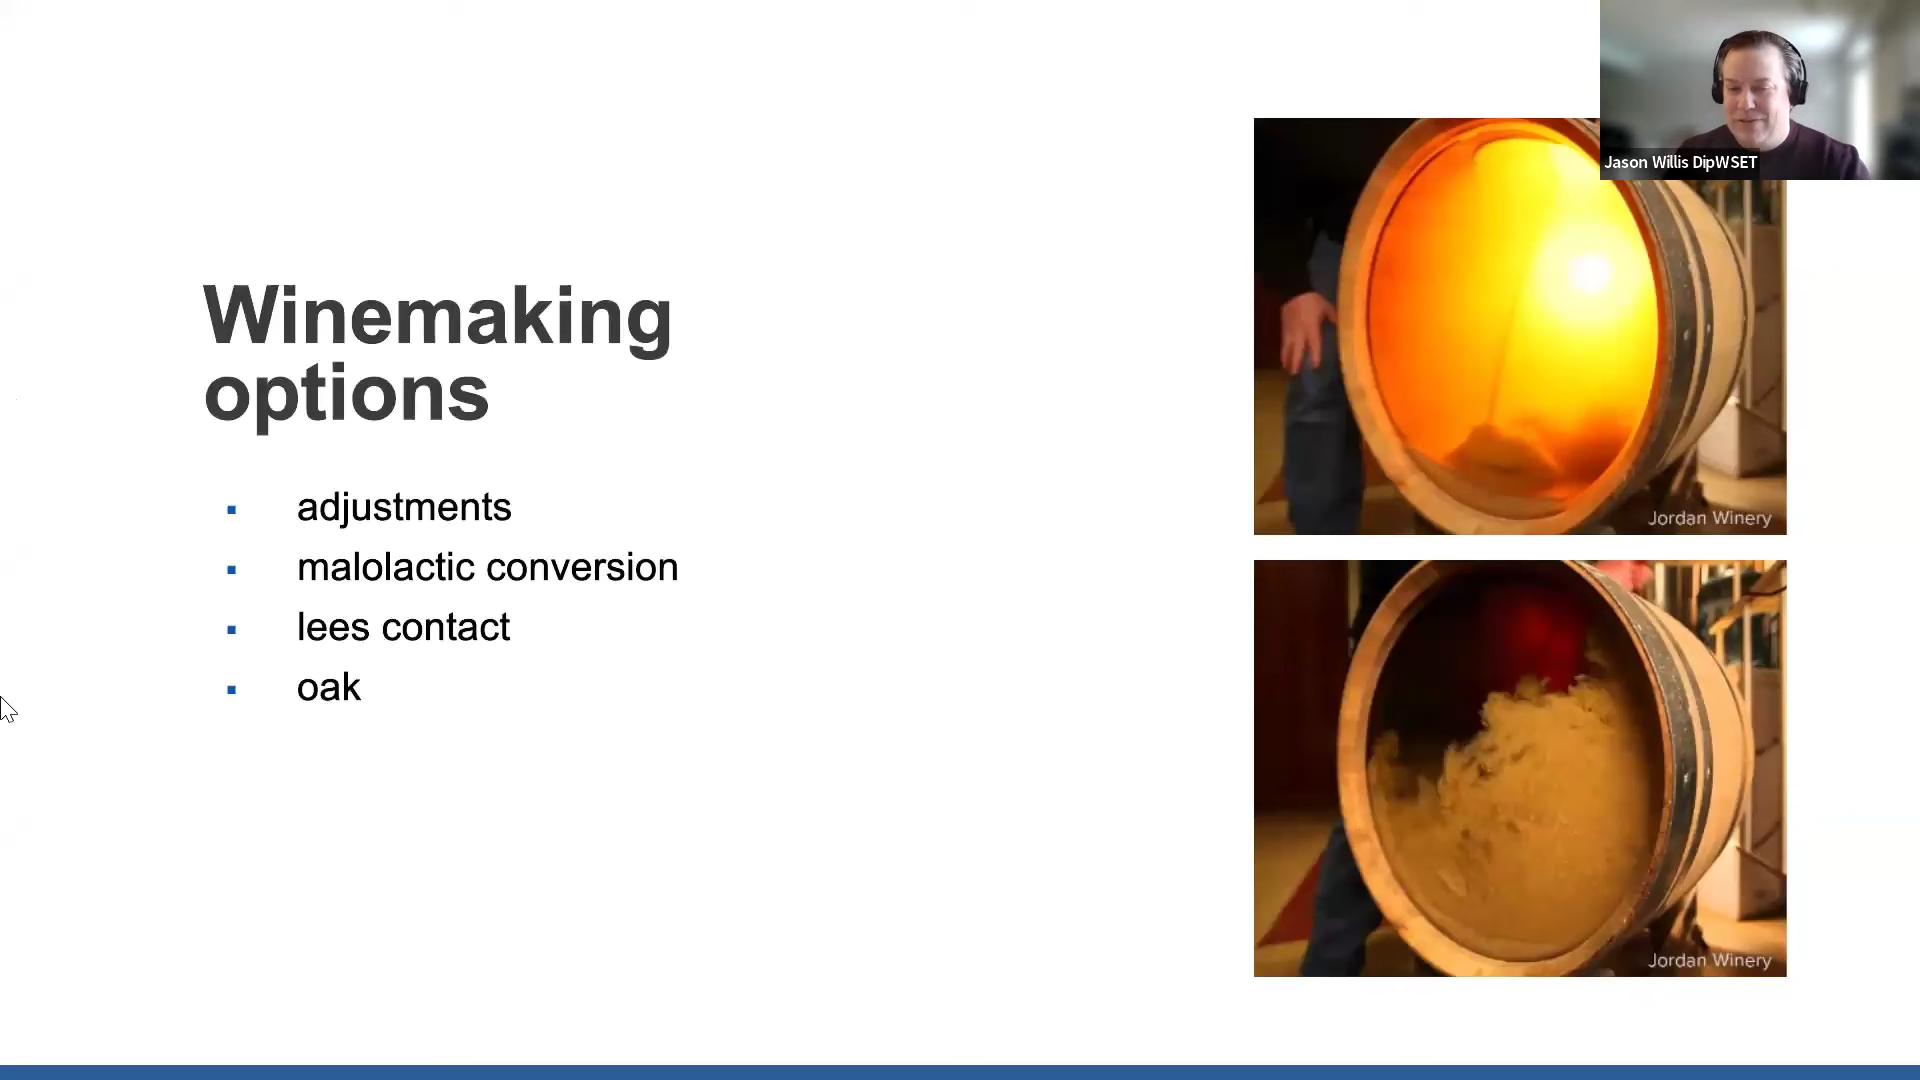 Jason Willis DipWSET
Winemaking
options
adjustments
malolactic conversion
lees contact
oak
Jordan Winery
Jordan Winery